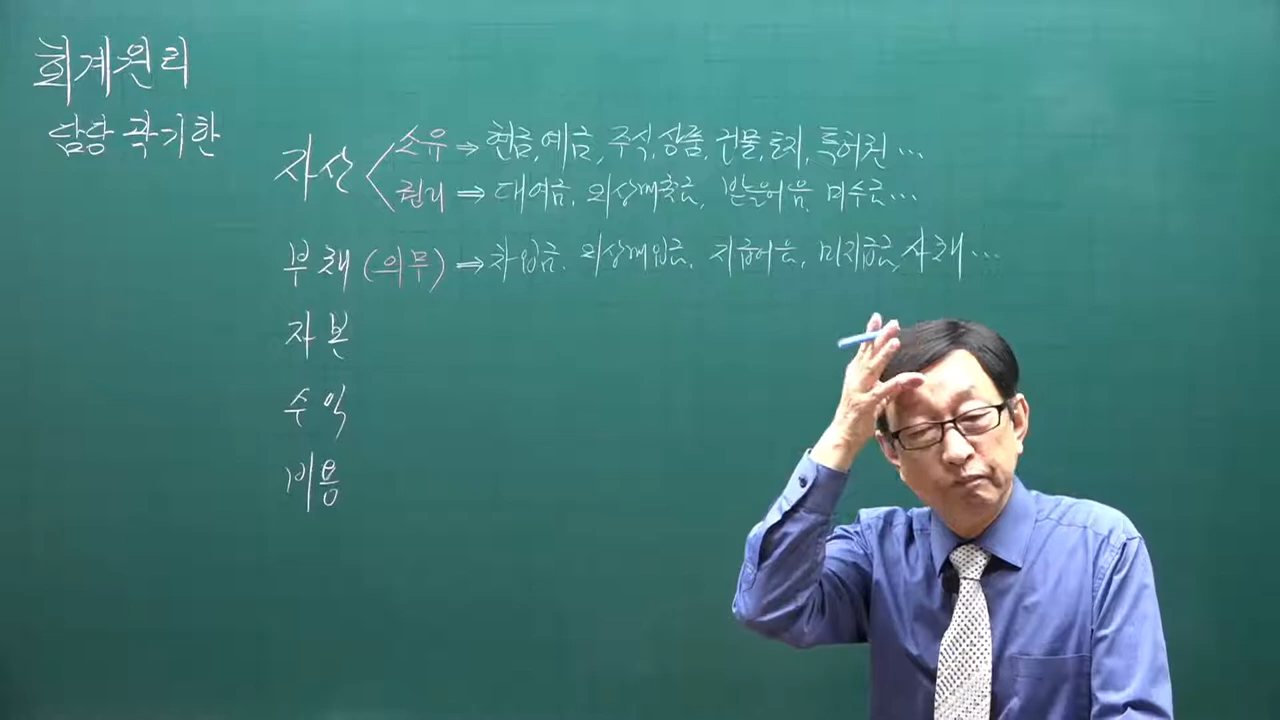 회계원리
담당 곽기한
자산
소유 ⇒ 현금, 예금, 주식, 상품, 건물, 토지, 특허권 …
권리 ⇒ 대여금, 외상매출금, 받을어음, 미수금 …
부채 (의무) ⇒ 차입금, 외상매입금, 지급어음, 미지급금, 사채 …
자본
수익
비용